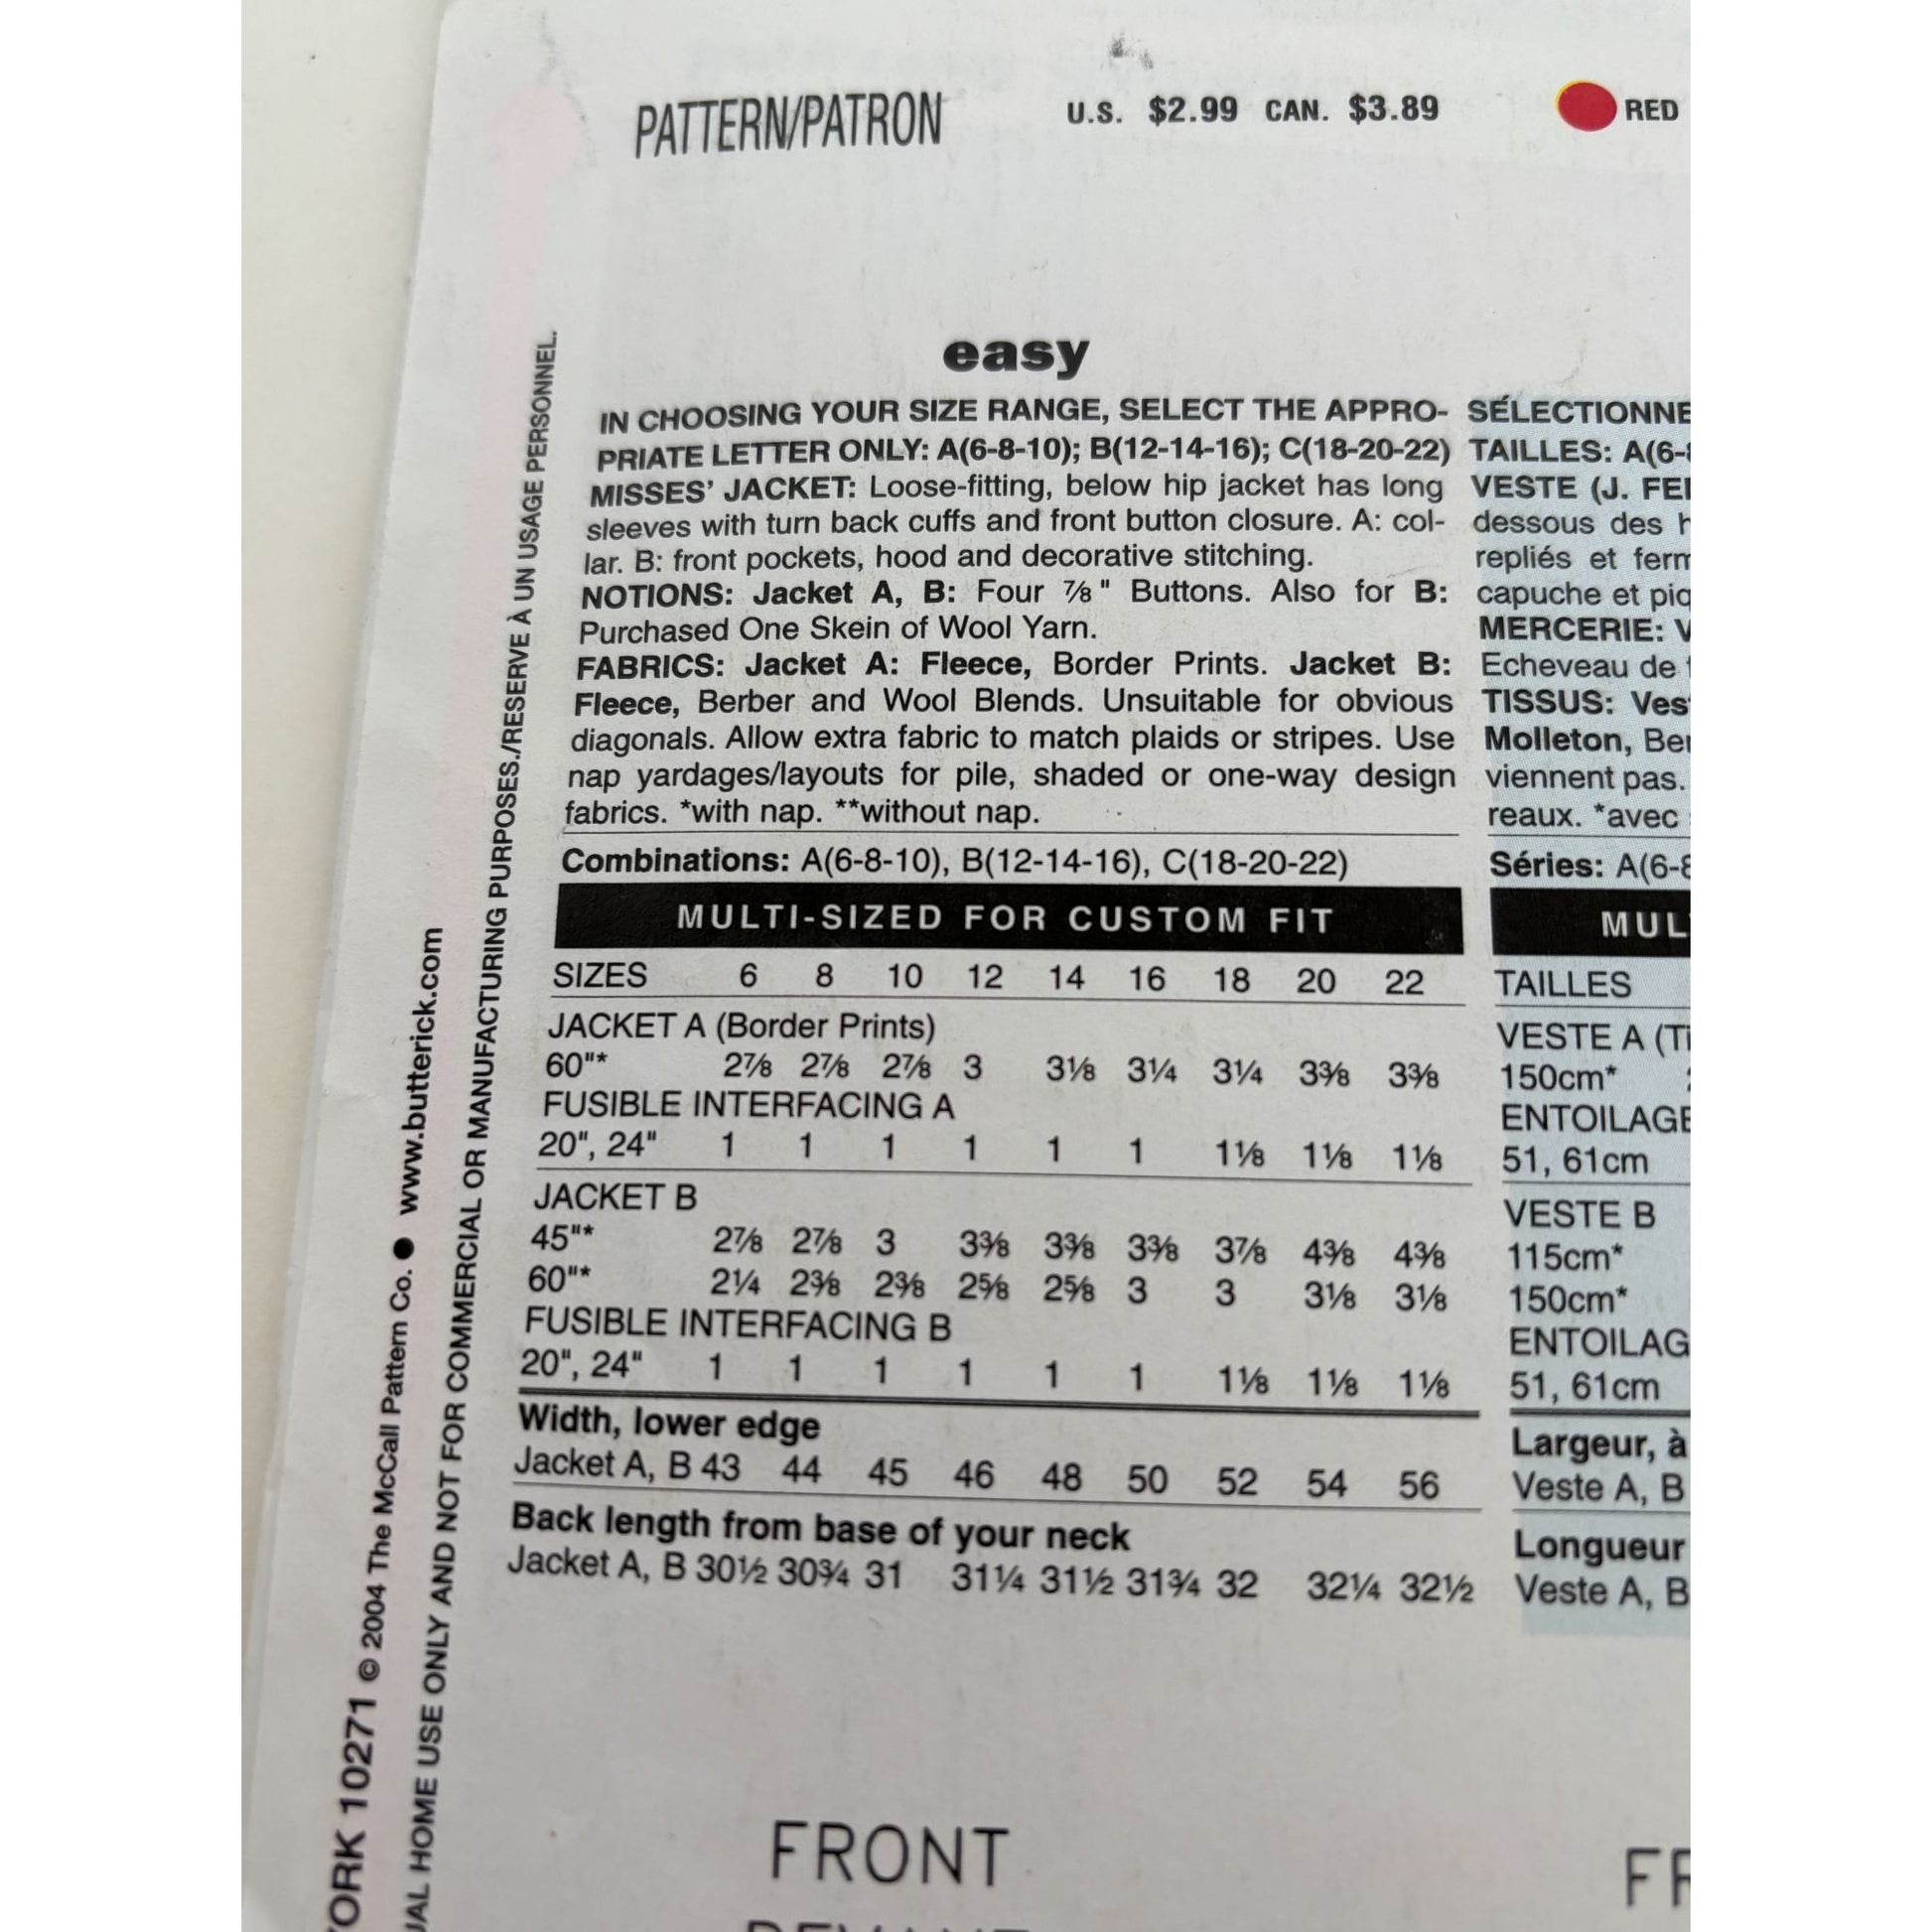 PATTERN/PATRON
U.S. $2.99 CAN. $3.89
RED
easy
IN CHOOSING YOUR SIZE RANGE, SELECT THE APPRO-
PRIATE LETTER ONLY: A(6-8-10); B(12-14-16); C(18-20-22)
MISSES' JACKET: Loose-fitting, below hip jacket has long
sleeves with turn back cuffs and front button closure. A: col-
lar. B: front pockets, hood and decorative stitching.
NOTIONS: Jacket A, B: Four ⅞" Buttons. Also for B:
Purchased One Skein of Wool Yarn.
FABRICS: Jacket A: Fleece, Border Prints. Jacket B:
Fleece, Berber and Wool Blends. Unsuitable for obvious
diagonals. Allow extra fabric to match plaids or stripes. Use
nap yardages/layouts for pile, shaded or one-way design
fabrics. *with nap. **without nap.
Combinations: A(6-8-10), B(12-14-16), C(18-20-22)
MULTI-SIZED FOR CUSTOM FIT
SIZES 6 8 10 12 14 16 18 20 22
JACKET A (Border Prints)
60"* 2⅞ 2⅞ 2⅞ 3 3⅛ 3¼ 3¼ 3⅜ 3⅜
FUSIBLE INTERFACING A
20", 24" 1 1 1 1 1 1 1⅛ 1⅛ 1⅛
JACKET B
45"* 2⅞ 2⅞ 3 3⅜ 3⅜ 3⅜ 3⅞ 4⅜ 4⅜
60"* 2¼ 2⅜ 2⅜ 2⅝ 2⅝ 3 3 3⅛ 3⅛
FUSIBLE INTERFACING B
20", 24" 1 1 1 1 1 1 1⅛ 1⅛ 1⅛
Width, lower edge
Jacket A, B 43 44 45 46 48 50 52 54 56
Back length from base of your neck
Jacket A, B 30½ 30¾ 31 31¼ 31½ 31¾ 32 32¼ 32½
FRONT
SÉLECTIONNE
TAILLES: A(6-
VESTE (J. FE
dessous des
repliés et ferm
capuche et piq
MERCERIE:
Echeveau de
TISSUS: Ves
Molleton, Ber
viennent pas.
reaux. *avec
Séries: A(6-8
MUL
TAILLES
VESTE A (Ti
150cm*
ENTOILAGE
51, 61cm
VESTE B
115cm*
150cm*
ENTOILAG
51, 61cm
Largeur, à
Veste A, B
Longueur
Veste A, B
YORK 10271 © 2004 The McCall Pattern Co. ● www.butterick.com
UAL HOME USE ONLY AND NOT FOR COMMERCIAL OR MANUFACTURING PURPOSES./RESERVE À UN USAGE PERSONNEL.